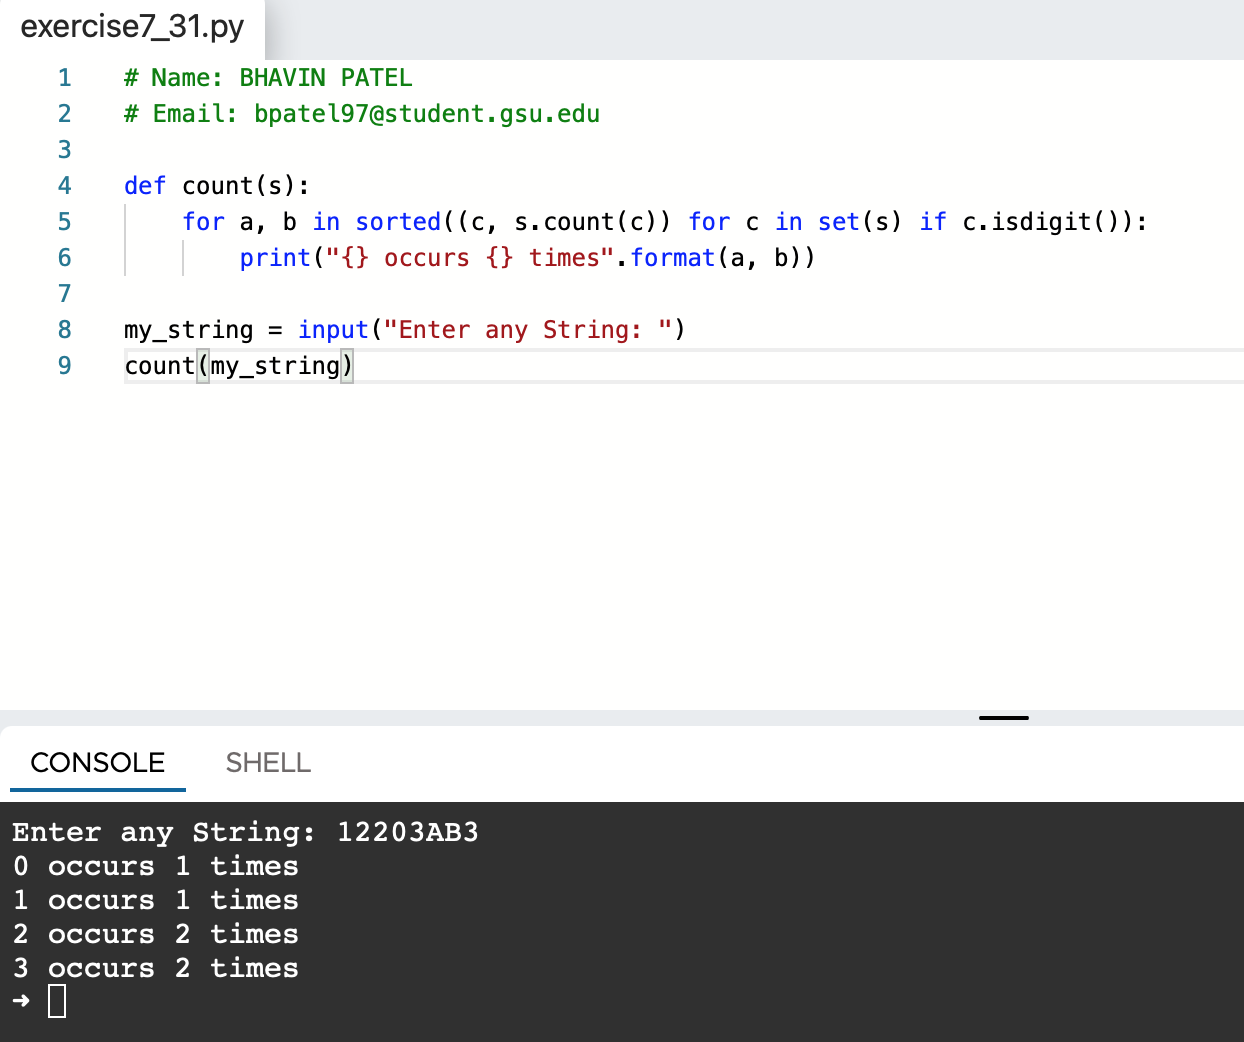 exercise7_31.py
1 # Name: BHAVIN PATEL
2 # Email: bpatel97@student.gsu.edu
3
4 def count(s):
5     for a, b in sorted((c, s.count(c)) for c in set(s) if c.isdigit()):
6         print("{} occurs {} times".format(a, b))
7
8 my_string = input("Enter any String: ")
9 count(my_string)
CONSOLE SHELL
Enter any String: 12203AB3
0 occurs 1 times
1 occurs 1 times
2 occurs 2 times
3 occurs 2 times
➜